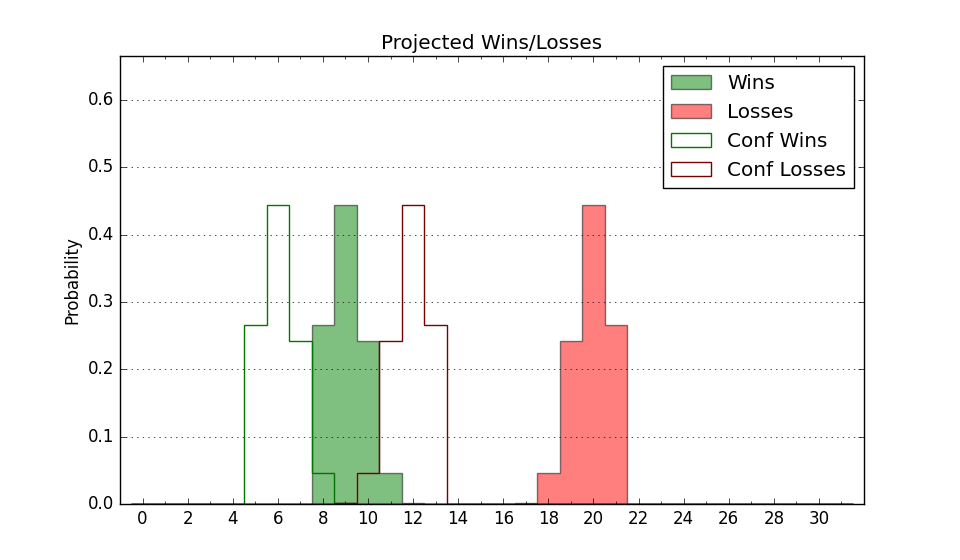 Projected Wins/Losses
Wins
Losses
Conf Wins
Conf Losses
Probability
0.6
0.5
0.4
0.3
0.2
0.1
0.0
0 2 4 6 8 10 12 14 16 18 20 22 24 26 28 30